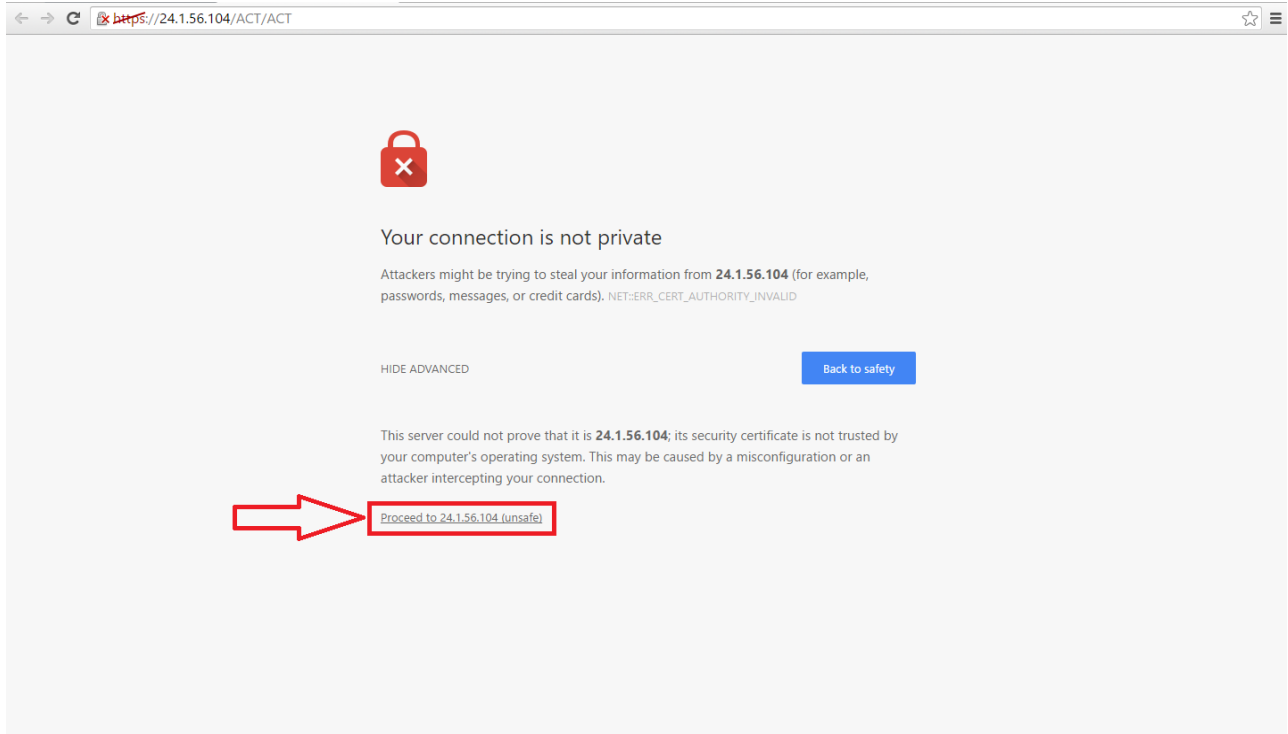 https://24.1.56.104/ACT/ACT
Your connection is not private
Attackers might be trying to steal your information from 24.1.56.104 (for example,
passwords, messages, or credit cards). NET::ERR_CERT_AUTHORITY_INVALID
HIDE ADVANCED
Back to safety
This server could not prove that it is 24.1.56.104; its security certificate is not trusted by
your computer's operating system. This may be caused by a misconfiguration or an
attacker intercepting your connection.
Proceed to 24.1.56.104 (unsafe)